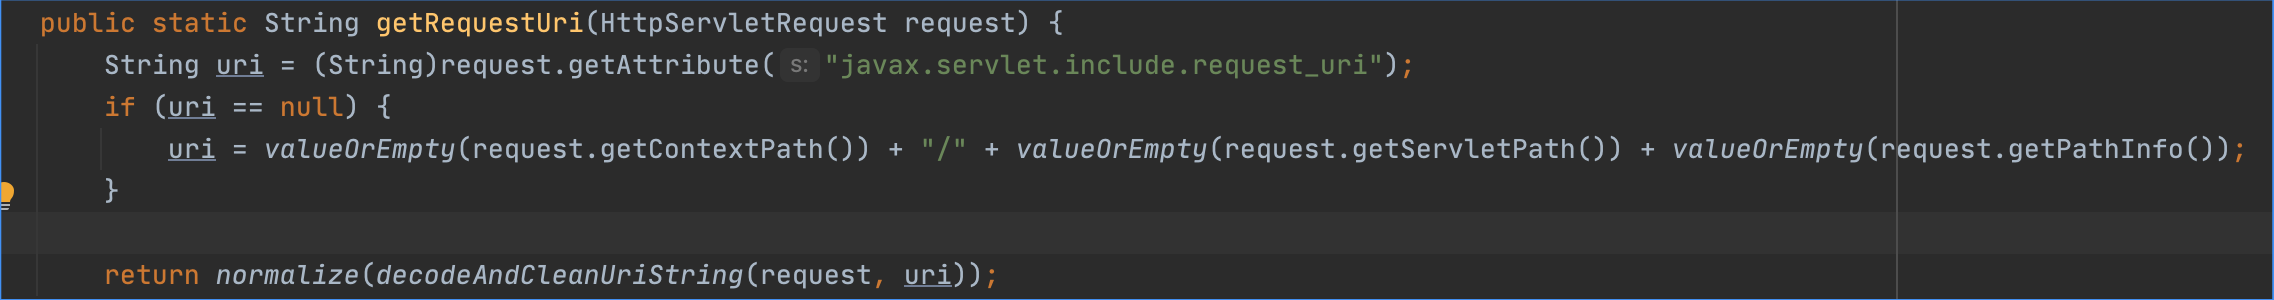 public static String getRequestUri(HttpServletRequest request) {
String uri = (String)request.getAttribute( s: "javax.servlet.include.request_uri");
if (uri == null) {
uri = valueOrEmpty(request.getContextPath()) + "/" + valueOrEmpty(request.getServletPath()) + valueOrEmpty(request.getPathInfo());
}
return normalize(decodeAndCleanUriString(request, uri));